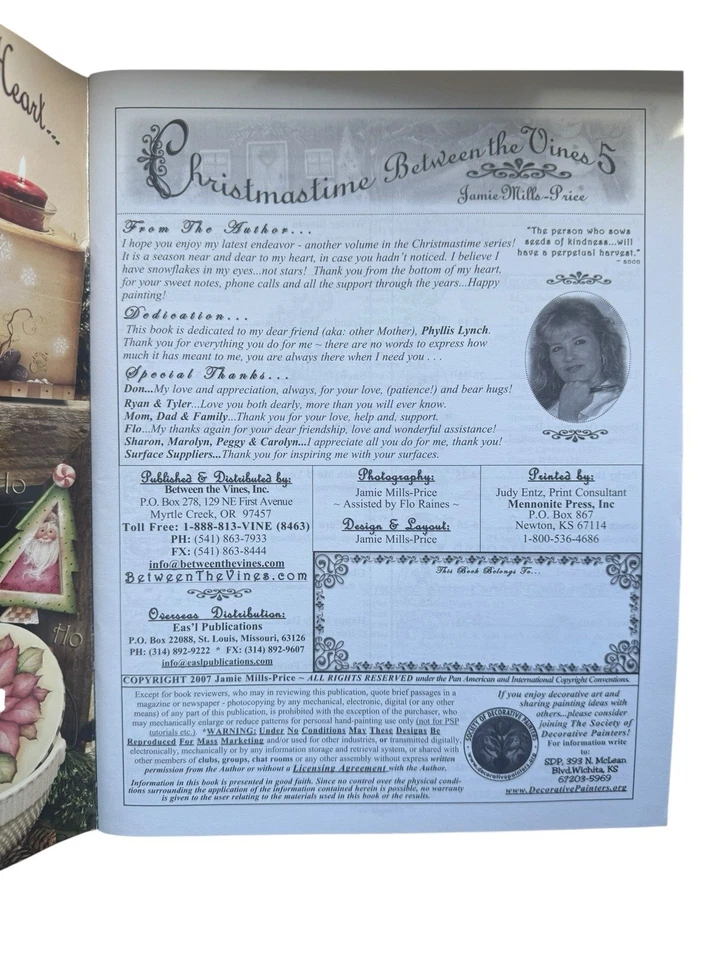 Heart...
Ho
Ho
Christmastime Between the Vines 5
Jamie Mills-Price
From The Author...
I hope you enjoy my latest endeavor - another volume in the Christmastime series!
It is a season near and dear to my heart, in case you hadn't noticed. I believe I
have snowflakes in my eyes...not stars! Thank you from the bottom of my heart,
for your sweet notes, phone calls and all the support through the years...Happy
painting!
"The person who sows
seeds of kindness...will
have a perpetual harvest."
~ anon
Dedication...
This book is dedicated to my dear friend (aka: other Mother), Phyllis Lynch.
Thank you for everything you do for me ~ there are no words to express how
much it has meant to me, you are always there when I need you . . .
Special Thanks...
Don...My love and appreciation, always, for your love, (patience!) and bear hugs!
Ryan & Tyler...Love you both dearly, more than you will ever know.
Mom, Dad & Family...Thank you for your love, help and, support.
Flo...My thanks again for your dear friendship, love and wonderful assistance!
Sharon, Marolyn, Peggy & Carolyn...I appreciate all you do for me, thank you!
Surface Suppliers...Thank you for inspiring me with your surfaces.
Published & Distributed by:
Between the Vines, Inc.
P.O. Box 278, 129 NE First Avenue
Myrtle Creek, OR 97457
Toll Free: 1-888-813-VINE (8463)
PH: (541) 863-7933
FX: (541) 863-8444
info@betweenthevines.com
BetweenTheVines.com
Overseas Distribution:
Eas'l Publications
P.O. Box 22088, St. Louis, Missouri, 63126
PH: (314) 892-9222 * FX: (314) 892-9607
info@easlpublications.com
Photography:
Jamie Mills-Price
~ Assisted by Flo Raines ~
Design & Layout:
Jamie Mills-Price
Printed by:
Judy Entz, Print Consultant
Mennonite Press, Inc
P.O. Box 867
Newton, KS 67114
1-800-536-4686
This Book Belongs To...
COPYRIGHT 2007 Jamie Mills-Price ~ ALL RIGHTS RESERVED under the Pan American and International Copyright Conventions.
Except for book reviewers, who may in reviewing this publication, quote brief passages in a
magazine or newspaper - photocopying by any mechanical, electronic, digital (or any other
means) of any part of this publication, is prohibited with the exception of the purchaser, who
may mechanically enlarge or reduce patterns for personal hand-painting use only (not for PSP
tutorials etc.). *WARNING: Under No Conditions May These Designs Be
Reproduced For Mass Marketing and/or used for other industries, or transmitted digitally,
electronically, mechanically or by any information storage and retrieval system, or shared with
other members of clubs, groups, chat rooms or any other assembly without express written
permission from the Author or without a Licensing Agreement with the Author.
Information in this book is presented in good faith. Since no control over the physical condi-
tions surrounding the application of the information contained herein is possible, no warranty
is given to the user relating to the materials used in this book or the results.
SOCIETY OF DECORATIVE PAINTERS
www.decorativepainters.org
If you enjoy decorative art and
sharing painting ideas with
others...please consider
joining The Society of
Decorative Painters!
For information write
to:
SDP, 393 N. McLean
Blvd.Wichita, KS
67203-5969
www.DecorativePainters.org